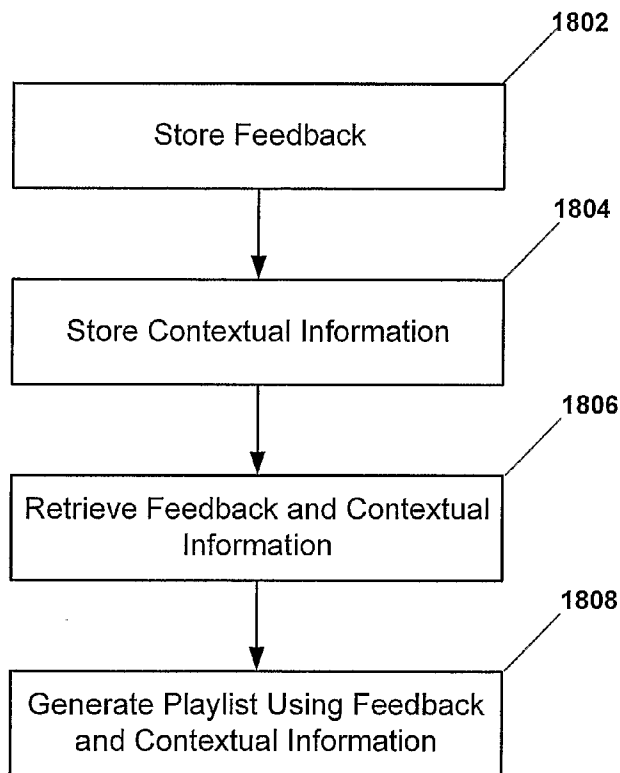 1802
Store Feedback
1804
Store Contextual Information
1806
Retrieve Feedback and Contextual
Information
1808
Generate Playlist Using Feedback
and Contextual Information